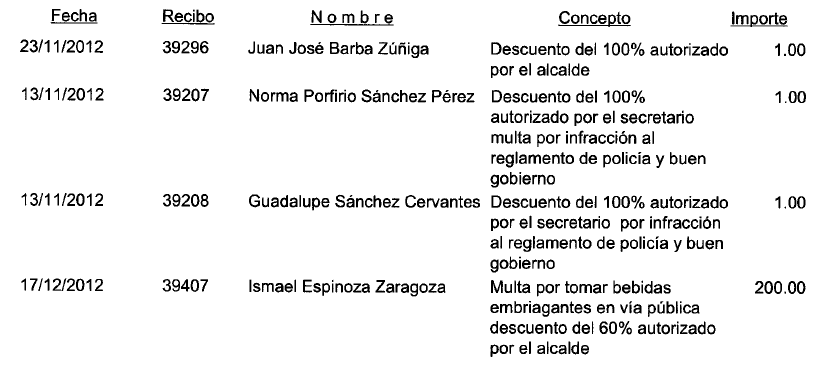 Fecha Recibo N o m b r e Concepto Importe
23/11/2012 39296 Juan José Barba Zúñiga Descuento del 100% autorizado 1.00
por el alcalde
13/11/2012 39207 Norma Porfirio Sánchez Pérez Descuento del 100% 1.00
autorizado por el secretario
multa por infracción al
reglamento de policía y buen
gobierno
13/11/2012 39208 Guadalupe Sánchez Cervantes Descuento del 100% autorizado 1.00
por el secretario por infracción
al reglamento de policía y buen
gobierno
17/12/2012 39407 Ismael Espinoza Zaragoza Multa por tomar bebidas 200.00
embriagantes en vía pública
descuento del 60% autorizado
por el alcalde